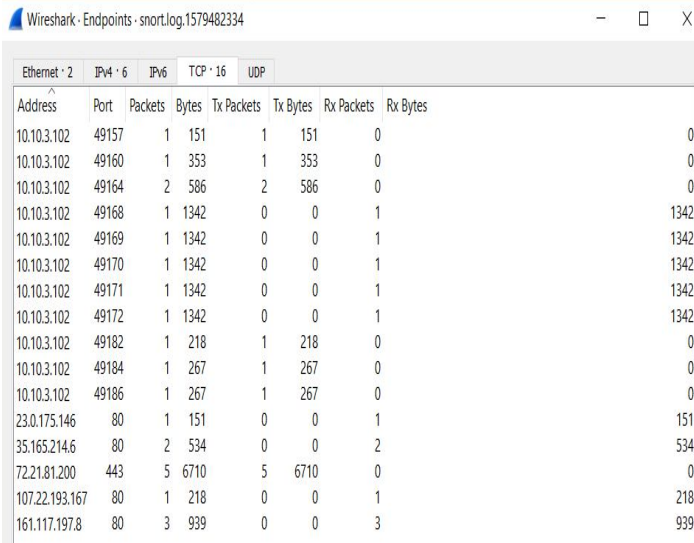 Wireshark · Endpoints · snort.log.1579482334
Ethernet · 2 IPv4 · 6 IPv6 TCP · 16 UDP
Address Port Packets Bytes Tx Packets Tx Bytes Rx Packets Rx Bytes
10.10.3.102 49157 1 151 1 151 0 0
10.10.3.102 49160 1 353 1 353 0 0
10.10.3.102 49164 2 586 2 586 0 0
10.10.3.102 49168 1 1342 0 0 1 1342
10.10.3.102 49169 1 1342 0 0 1 1342
10.10.3.102 49170 1 1342 0 0 1 1342
10.10.3.102 49171 1 1342 0 0 1 1342
10.10.3.102 49172 1 1342 0 0 1 1342
10.10.3.102 49182 1 218 1 218 0 0
10.10.3.102 49184 1 267 1 267 0 0
10.10.3.102 49186 1 267 1 267 0 0
23.0.175.146 80 1 151 0 0 1 151
35.165.214.6 80 2 534 0 0 2 534
72.21.81.200 443 5 6710 5 6710 0 0
107.22.193.167 80 1 218 0 0 1 218
161.117.197.8 80 3 939 0 0 3 939